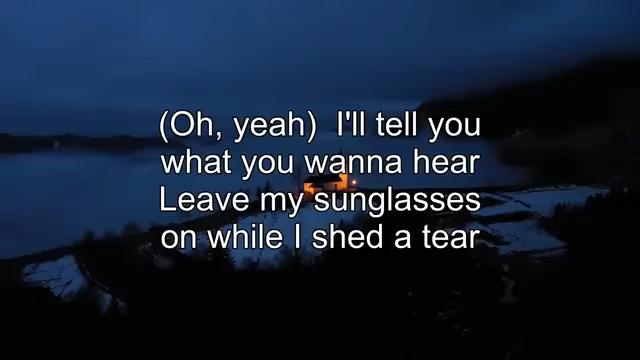 (Oh, yeah)  I'll tell you
what you wanna hear
Leave my sunglasses
on while I shed a tear